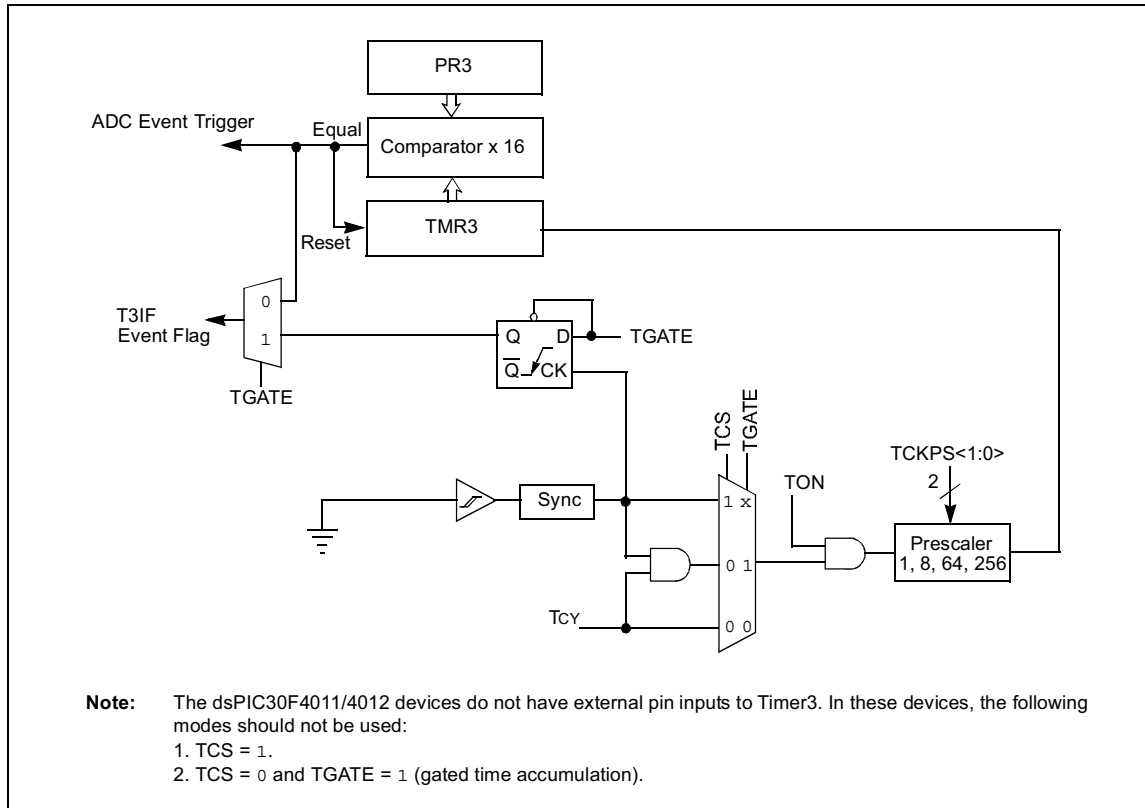 PR3
ADC Event Trigger
Equal
Comparator x 16
TMR3
Reset
0
1
T3IF
Event Flag
TGATE
Q
D
Q̅
CK
TGATE
TCS
TGATE
TCKPS<1:0>
2
TON
Sync
1 x
Prescaler
1, 8, 64, 256
0 1
TCY
0 0
Note: The dsPIC30F4011/4012 devices do not have external pin inputs to Timer3. In these devices, the following
modes should not be used:
1. TCS = 1.
2. TCS = 0 and TGATE = 1 (gated time accumulation).